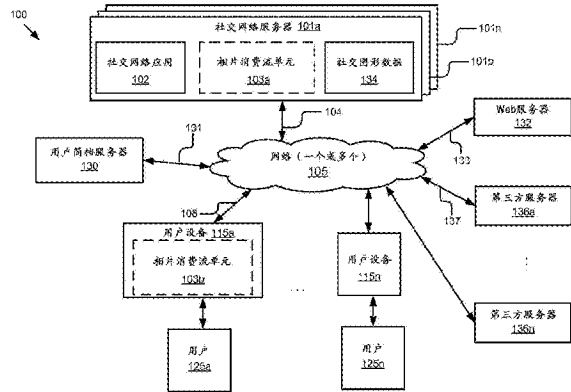 100
社交网络服务器 101a
101n
101b
社交网络应用
102
相片消费流单元
103a
社交图形数据
134
104
网络（一个或多个）
105
131
用户简档服务器
130
133
Web服务器
132
137
第三方服务器
136a
108
用户设备 115a
相片消费流单元
103b
...
用户设备
115n
⋮
第三方服务器
136n
用户
125a
用户
125n